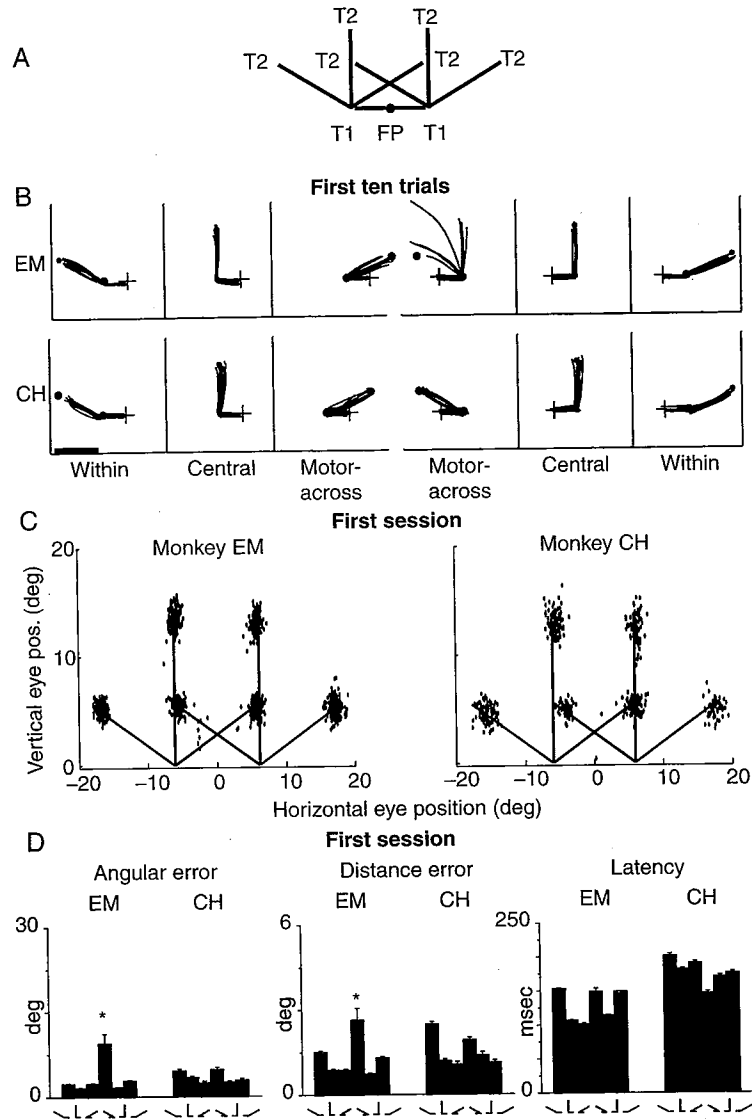 A
T2 T2
T2 T2 T2 T2
T1 FP T1
B
First ten trials
EM
CH
Within Central Motor-across Motor-across Central Within
C
First session
Monkey EM Monkey CH
Vertical eye pos. (deg)
20
10
0
−20 −10 0 10 20
−20 −10 0 10 20
Horizontal eye position (deg)
D
First session
Angular error Distance error Latency
EM CH EM CH EM CH
30
deg
0
*
6
deg
0
*
250
msec
0